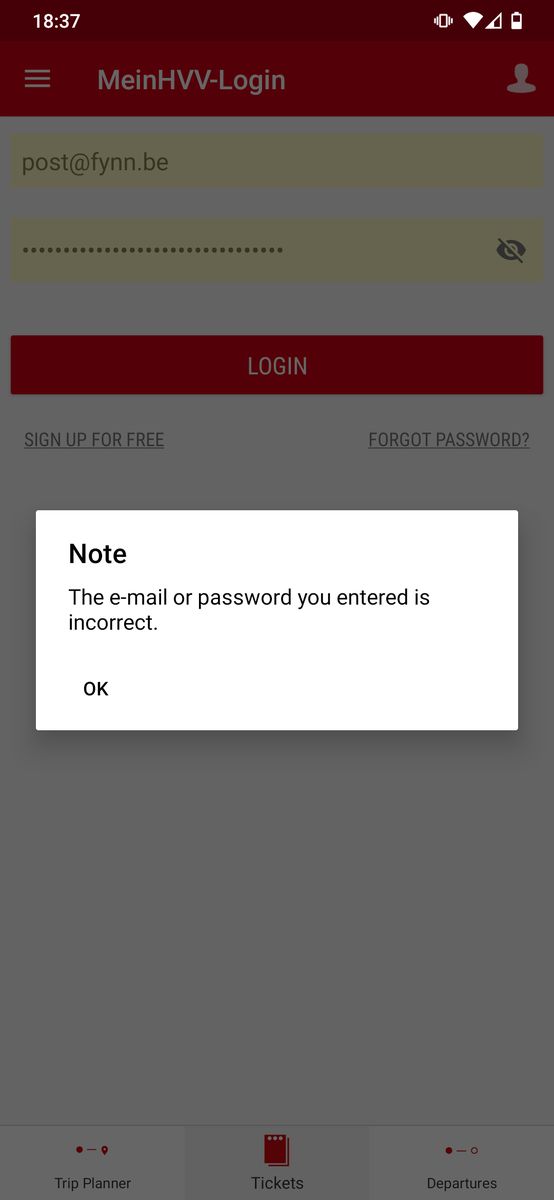 18:37
MeinHVV-Login
post@fynn.be
••••••••••••••••••••••••••••••••
LOGIN
SIGN UP FOR FREE
FORGOT PASSWORD?
Note
The e-mail or password you entered is
incorrect.
OK
Trip Planner
Tickets
Departures